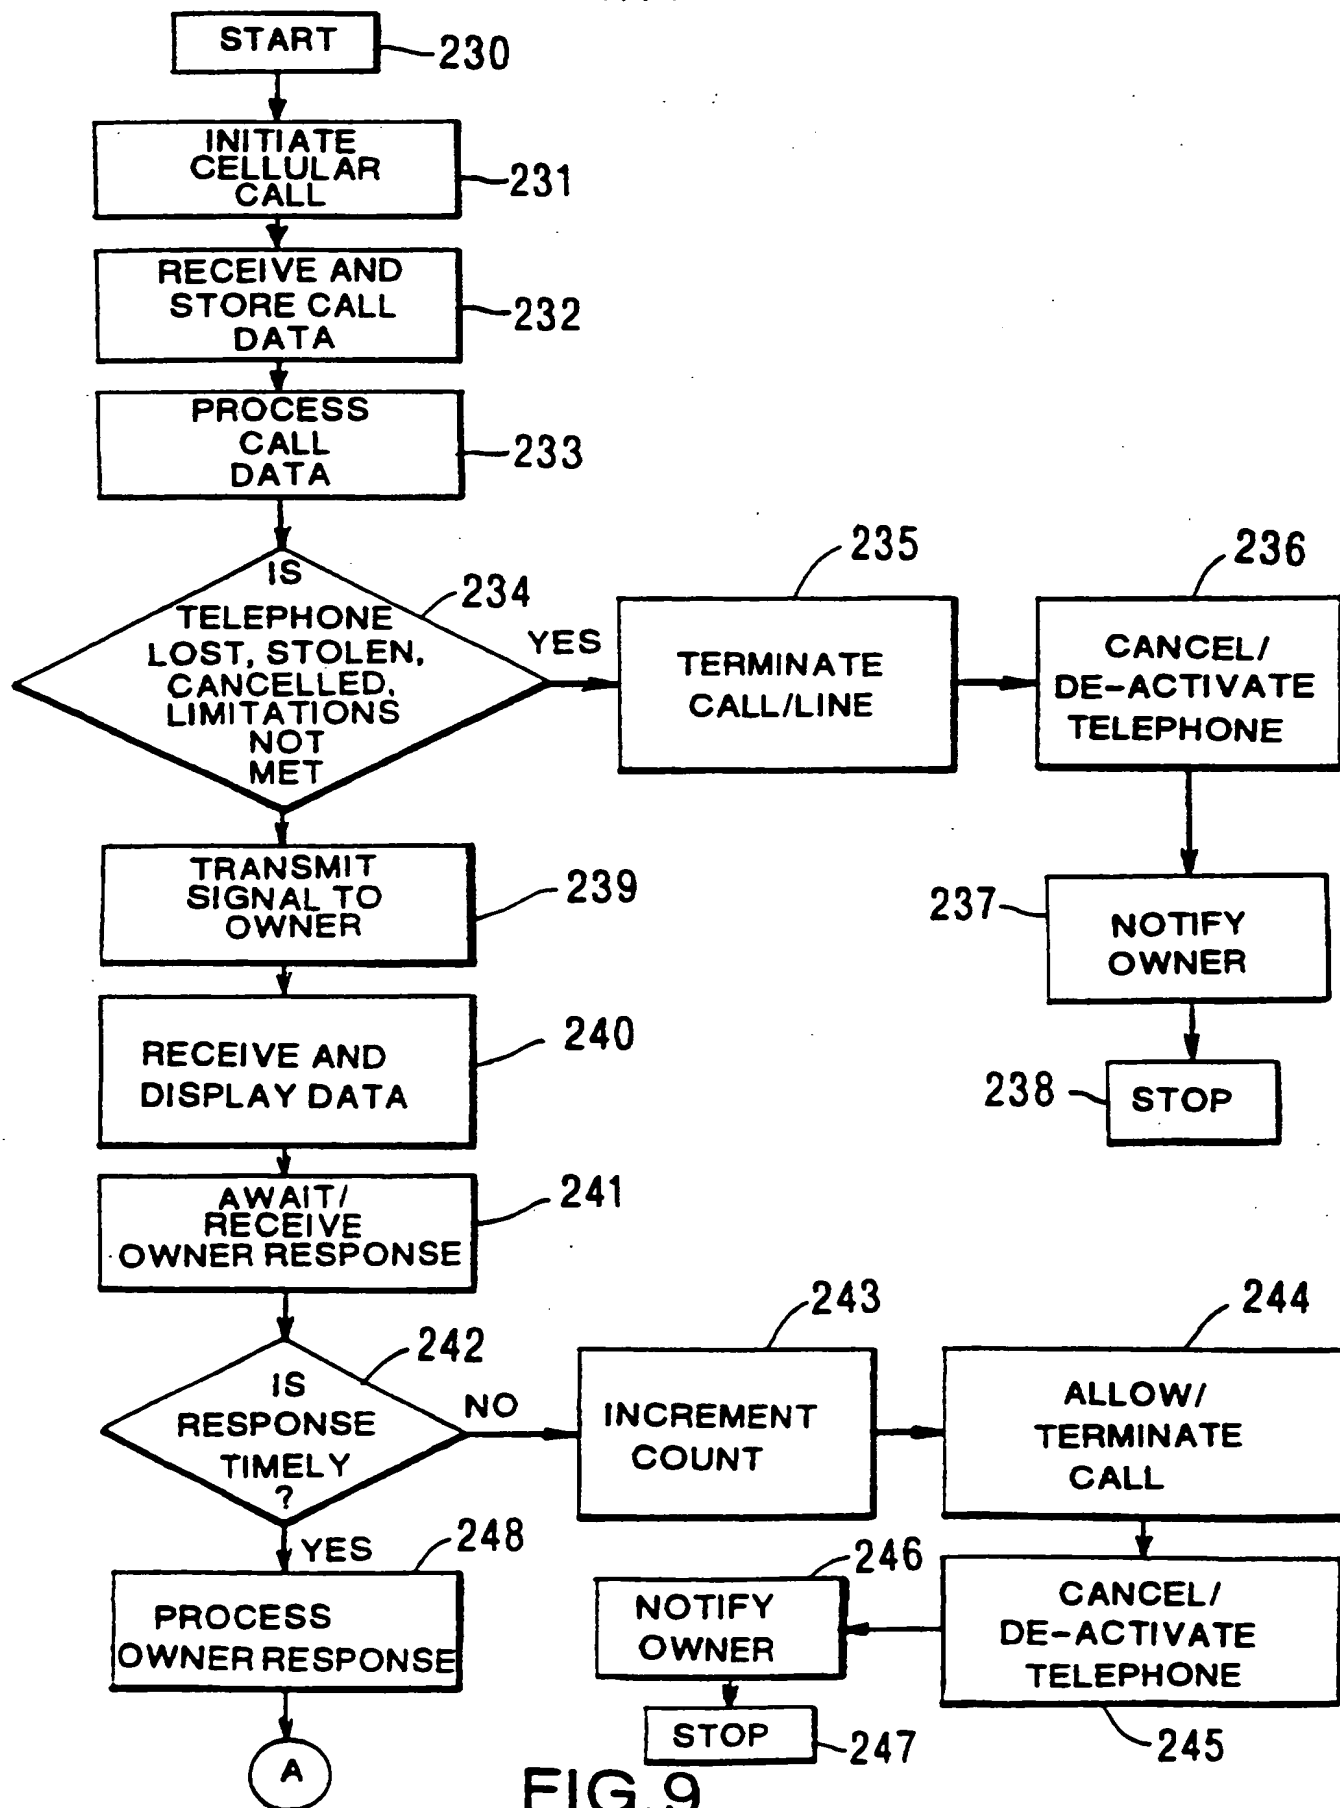 START
230
INITIATE
CELLULAR
CALL
231
RECEIVE AND
STORE CALL
DATA
232
PROCESS
CALL
DATA
233
IS
TELEPHONE
LOST, STOLEN,
CANCELLED,
LIMITATIONS
NOT
MET
234
YES
TERMINATE
CALL/LINE
235
CANCEL/
DE-ACTIVATE
TELEPHONE
236
NOTIFY
OWNER
237
STOP
238
TRANSMIT
SIGNAL TO
OWNER
239
RECEIVE AND
DISPLAY DATA
240
AWAIT/
RECEIVE
OWNER RESPONSE
241
IS
RESPONSE
TIMELY
?
242
NO
INCREMENT
COUNT
243
ALLOW/
TERMINATE
CALL
244
CANCEL/
DE-ACTIVATE
TELEPHONE
245
NOTIFY
OWNER
246
STOP
247
YES
PROCESS
OWNER RESPONSE
248
A
FIG. 9